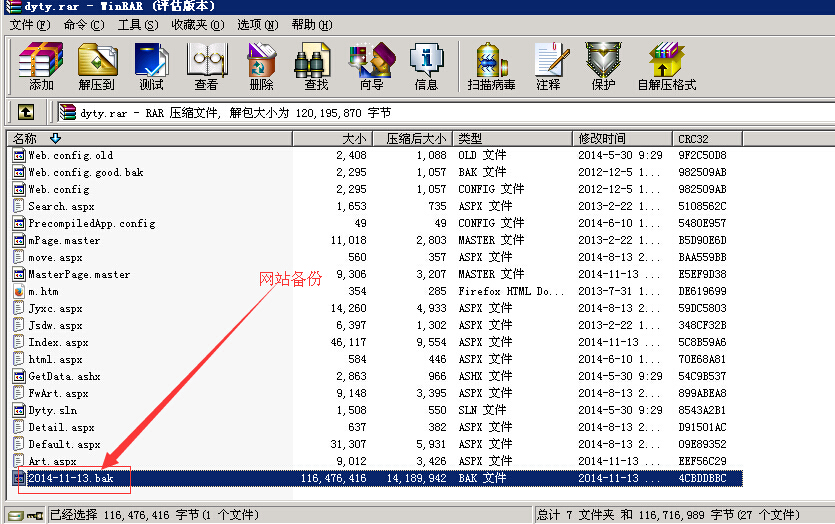 dyty.rar - WinRAR (评估版本)
文件(F) 命令(C) 工具(S) 收藏夹(O) 选项(N) 帮助(H)
添加 解压到 测试 查看 删除 查找 向导 信息 扫描病毒 注释 保护 自解压格式
dyty.rar - RAR 压缩文件, 解包大小为 120,195,870 字节
名称 大小 压缩后大小 类型 修改时间 CRC32
Web.config.old 2,408 1,088 OLD 文件 2014-5-30 9:29 9F2C50D8
Web.config.good.bak 2,295 1,057 BAK 文件 2012-12-5 1... 982509AB
Web.config 2,295 1,057 CONFIG 文件 2012-12-5 1... 982509AB
Search.aspx 1,653 735 ASPX 文件 2013-2-22 1... 5108562C
PrecompiledApp.config 49 49 CONFIG 文件 2014-6-10 1... 5480E957
mPage.master 11,018 2,803 MASTER 文件 2013-2-22 1... B5D90E6D
move.aspx 560 357 ASPX 文件 2014-8-13 2... BAA559BB
MasterPage.master 9,306 3,207 MASTER 文件 2014-11-13 ... E5EF9D38
网站备份
m.htm 354 285 Firefox HTML Do... 2013-7-31 1... DE619699
Jyxc.aspx 14,260 4,933 ASPX 文件 2014-8-13 2... 59DC5803
Jsdw.aspx 6,397 1,302 ASPX 文件 2013-2-22 1... 348CF32B
Index.aspx 46,117 9,554 ASPX 文件 2014-11-13 ... 5C8B59A6
html.aspx 584 446 ASPX 文件 2014-6-10 1... 70E68A81
GetData.ashx 2,863 966 ASHX 文件 2014-5-30 9:29 54C9B537
FwArt.aspx 9,148 3,395 ASPX 文件 2014-8-13 2... 899ABEA8
Dyty.sln 1,508 550 SLN 文件 2014-5-30 9:29 8543A2B1
Detail.aspx 637 382 ASPX 文件 2014-8-13 2... D91501AC
Default.aspx 31,307 5,931 ASPX 文件 2014-8-13 2... 09E89352
Art.aspx 9,012 3,426 ASPX 文件 2014-11-13 ... EEF56C29
2014-11-13.bak 116,476,416 14,189,942 BAK 文件 2014-11-13 ... 4CBDDBBC
已经选择 116,476,416 字节(1 个文件) 总计 7 文件夹 和 116,716,989 字节(27 个文件)